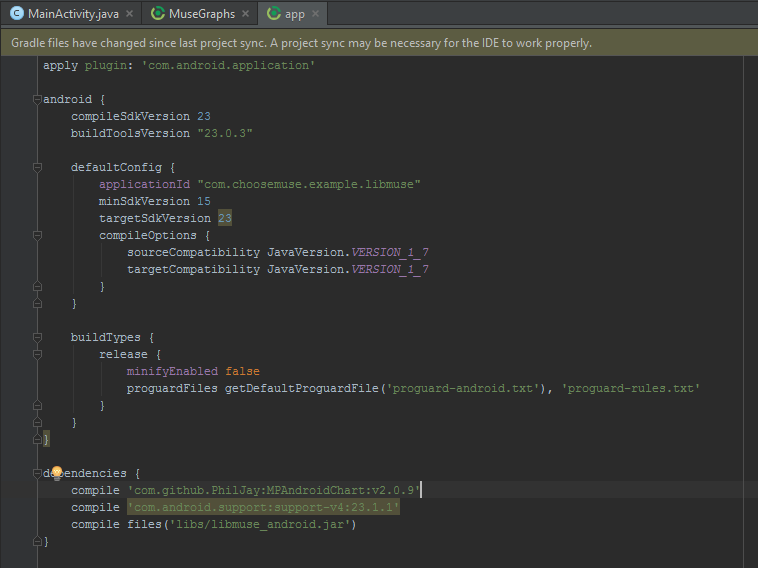 MainActivity.java × MuseGraphs × app ×
Gradle files have changed since last project sync. A project sync may be necessary for the IDE to work properly.
apply plugin: 'com.android.application'
android {
compileSdkVersion 23
buildToolsVersion "23.0.3"
defaultConfig {
applicationId "com.choosemuse.example.libmuse"
minSdkVersion 15
targetSdkVersion 23
compileOptions {
sourceCompatibility JavaVersion.VERSION_1_7
targetCompatibility JavaVersion.VERSION_1_7
}
}
buildTypes {
release {
minifyEnabled false
proguardFiles getDefaultProguardFile('proguard-android.txt'), 'proguard-rules.txt'
}
}
}
dependencies {
compile 'com.github.PhilJay:MPAndroidChart:v2.0.9'
compile 'com.android.support:support-v4:23.1.1'
compile files('libs/libmuse_android.jar')
}